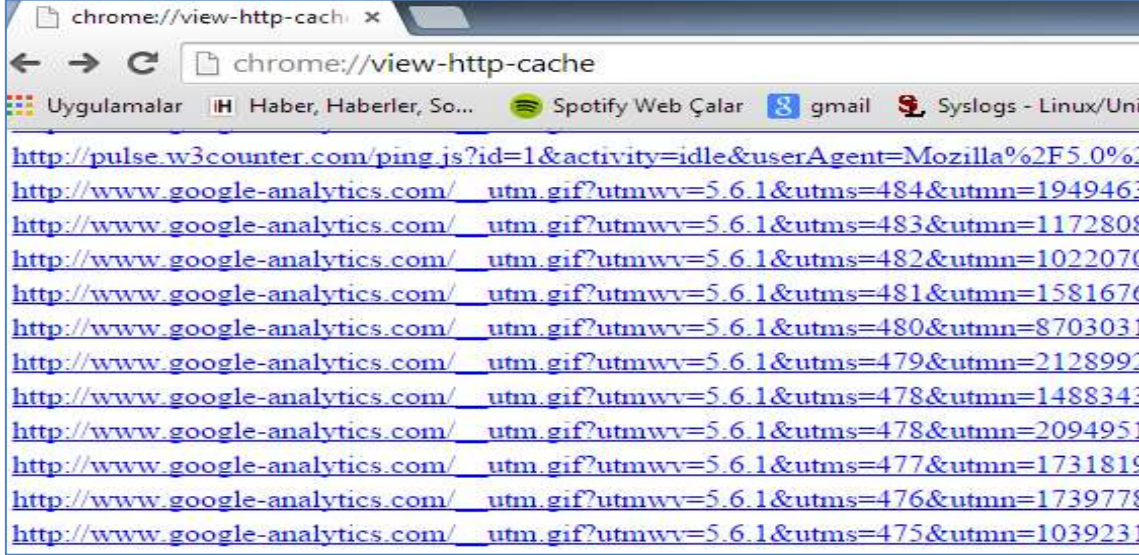 chrome://view-http-cach
chrome://view-http-cache
Uygulamalar Haber, Haberler, So... Spotify Web Çalar gmail Syslogs - Linux/Uni
http://pulse.w3counter.com/ping.js?id=1&activity=idle&userAgent=Mozilla%2F5.0%2
http://www.google-analytics.com/__utm.gif?utmwv=5.6.1&utms=484&utmn=1949463
http://www.google-analytics.com/__utm.gif?utmwv=5.6.1&utms=483&utmn=1172808
http://www.google-analytics.com/__utm.gif?utmwv=5.6.1&utms=482&utmn=1022070
http://www.google-analytics.com/__utm.gif?utmwv=5.6.1&utms=481&utmn=1581676
http://www.google-analytics.com/__utm.gif?utmwv=5.6.1&utms=480&utmn=8703031
http://www.google-analytics.com/__utm.gif?utmwv=5.6.1&utms=479&utmn=2128992
http://www.google-analytics.com/__utm.gif?utmwv=5.6.1&utms=478&utmn=1488343
http://www.google-analytics.com/__utm.gif?utmwv=5.6.1&utms=478&utmn=2094951
http://www.google-analytics.com/__utm.gif?utmwv=5.6.1&utms=477&utmn=1731819
http://www.google-analytics.com/__utm.gif?utmwv=5.6.1&utms=476&utmn=1739778
http://www.google-analytics.com/__utm.gif?utmwv=5.6.1&utms=475&utmn=1039231